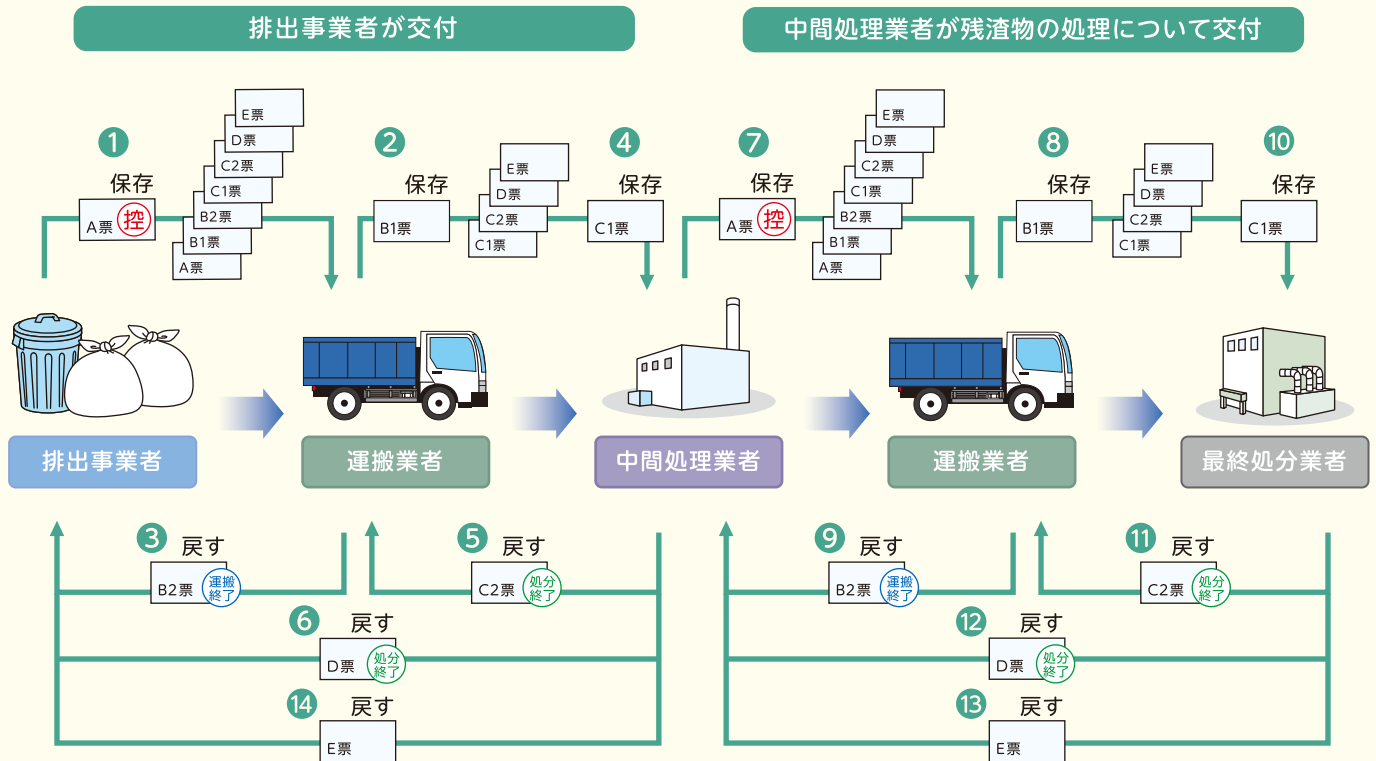 排出事業者が交付
中間処理業者が残渣物の処理について交付
1
保存
A票
控
E票
D票
C2票
C1票
B2票
B1票
A票
2
保存
B1票
E票
D票
C2票
C1票
4
保存
C1票
7
保存
A票
控
E票
D票
C2票
C1票
B2票
B1票
A票
8
保存
B1票
E票
D票
C2票
C1票
10
保存
C1票
排出事業者
運搬業者
中間処理業者
運搬業者
最終処分業者
3
戻す
B2票
運搬
終了
5
戻す
C2票
処分
終了
6
戻す
D票
処分
終了
14
戻す
E票
9
戻す
B2票
運搬
終了
11
戻す
C2票
処分
終了
12
戻す
D票
処分
終了
13
戻す
E票